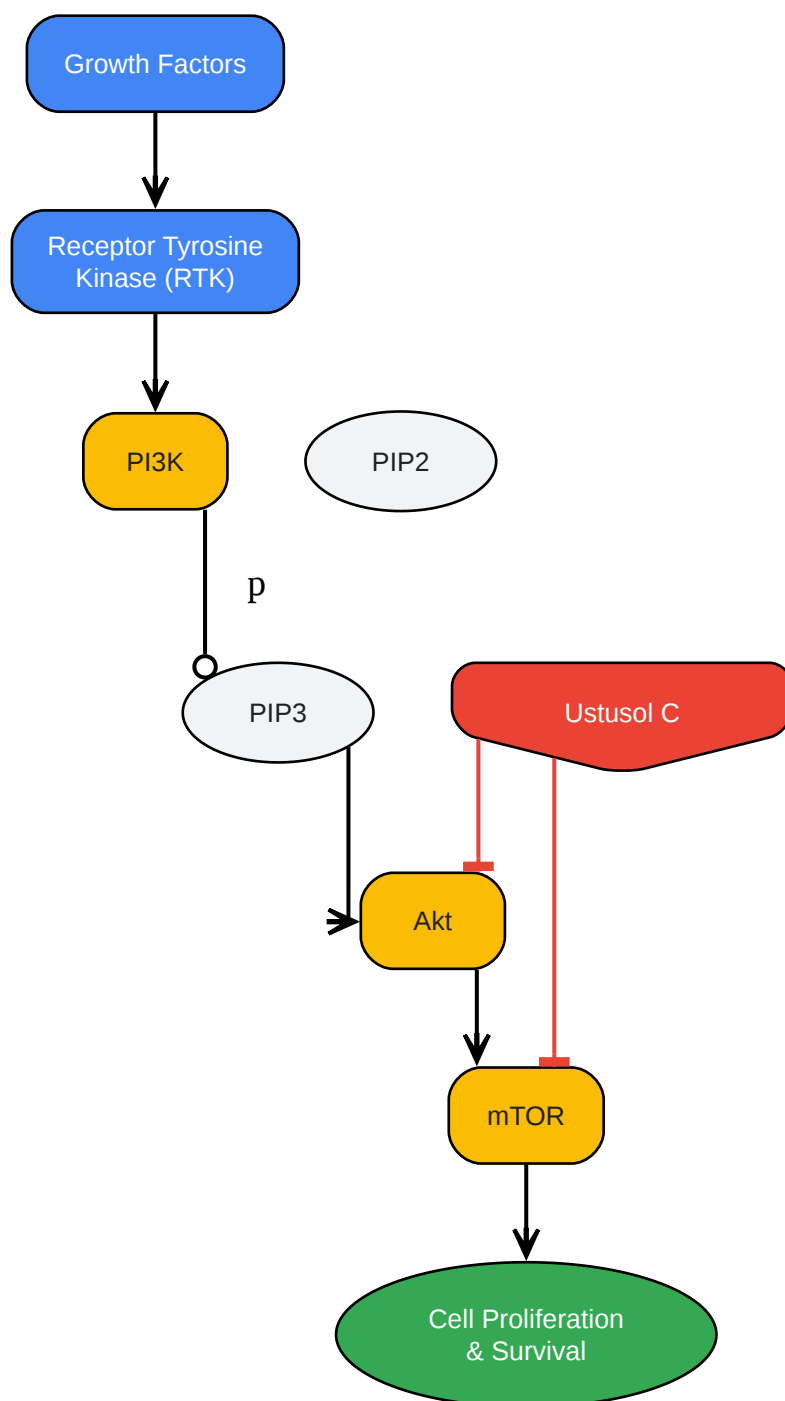 Growth Factors
Receptor Tyrosine
Kinase (RTK)
PI3K
PIP2
p
PIP3
Ustusol C
Akt
mTOR
Cell Proliferation
& Survival